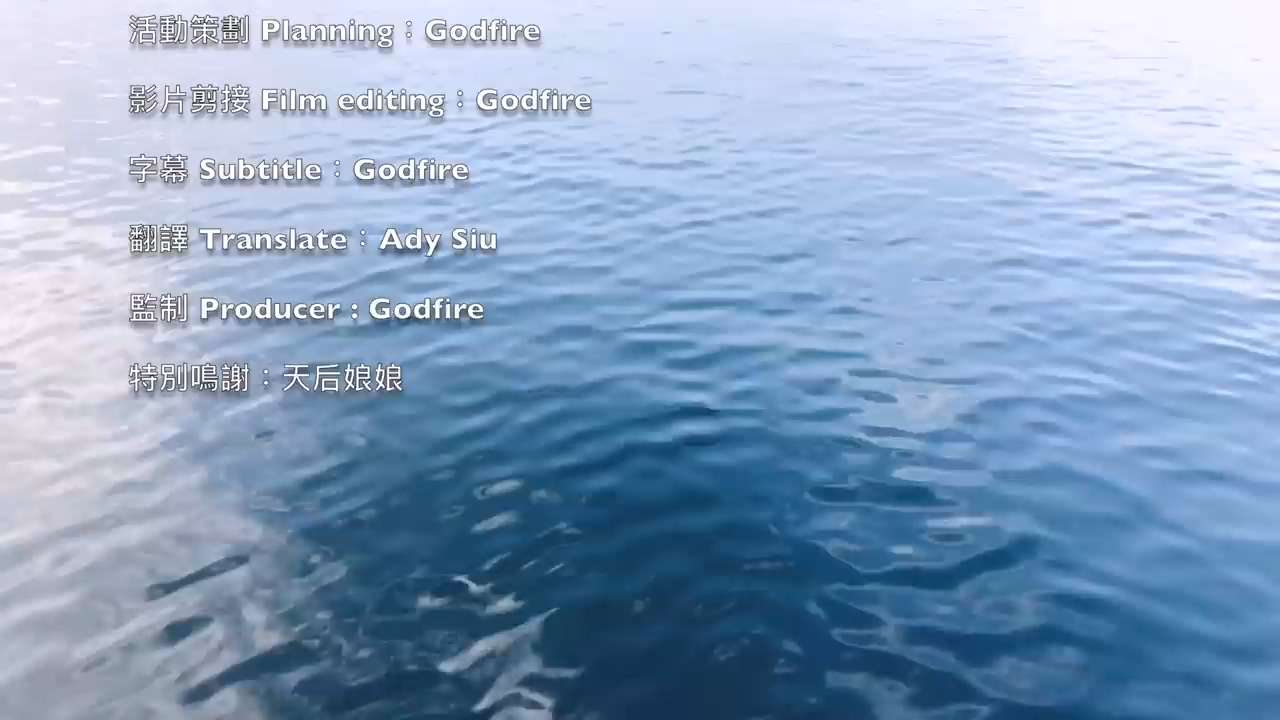 活動策劃 Planning：Godfire
影片剪接 Film editing：Godfire
字幕 Subtitle：Godfire
翻譯 Translate：Ady Siu
監制 Producer : Godfire
特別鳴謝：天后娘娘